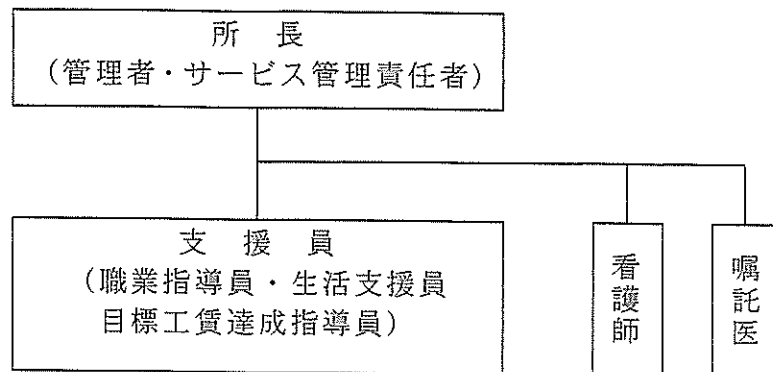 所 長
(管理者・サービス管理責任者)
支 援 員
(職業指導員・生活支援員
目標工賃達成指導員)
看護師
嘱託医